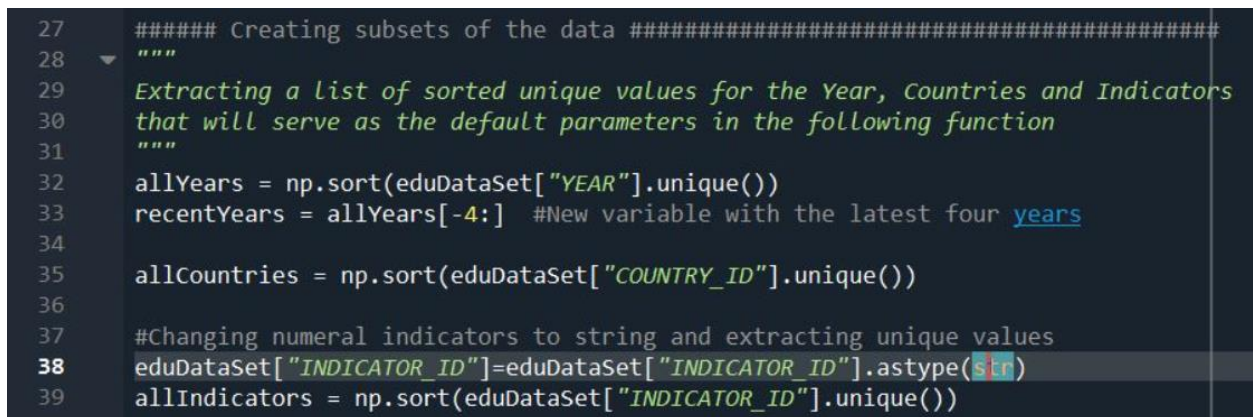 27 ###### Creating subsets of the data ###########################################
28 """
29 Extracting a list of sorted unique values for the Year, Countries and Indicators
30 that will serve as the default parameters in the following function
31 """
32 allYears = np.sort(eduDataSet["YEAR"].unique())
33 recentYears = allYears[-4:]  #New variable with the latest four years
34
35 allCountries = np.sort(eduDataSet["COUNTRY_ID"].unique())
36
37 #Changing numeral indicators to string and extracting unique values
38 eduDataSet["INDICATOR_ID"]=eduDataSet["INDICATOR_ID"].astype(str)
39 allIndicators = np.sort(eduDataSet["INDICATOR_ID"].unique())